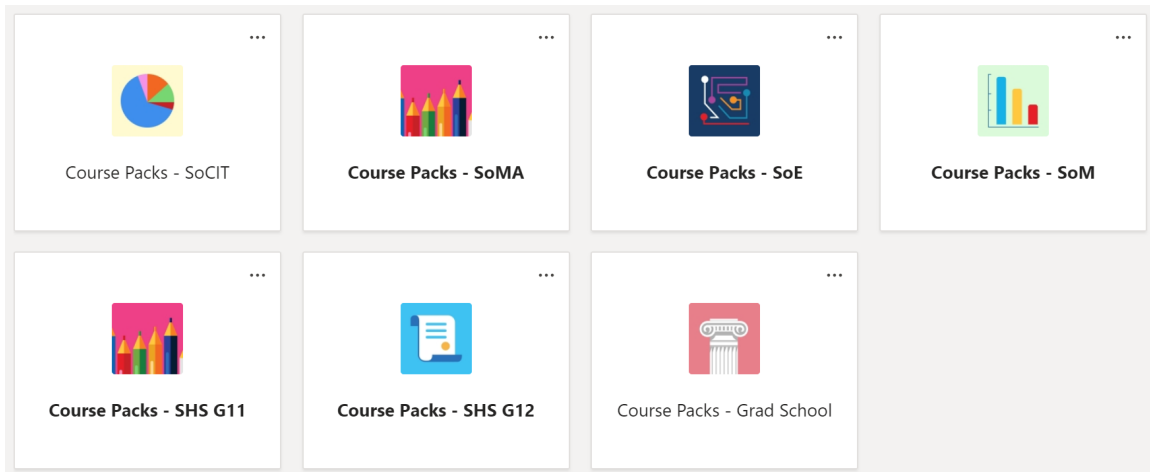 Course Packs - SoCIT
Course Packs - SoMA
Course Packs - SoE
Course Packs - SoM
Course Packs - SHS G11
Course Packs - SHS G12
Course Packs - Grad School